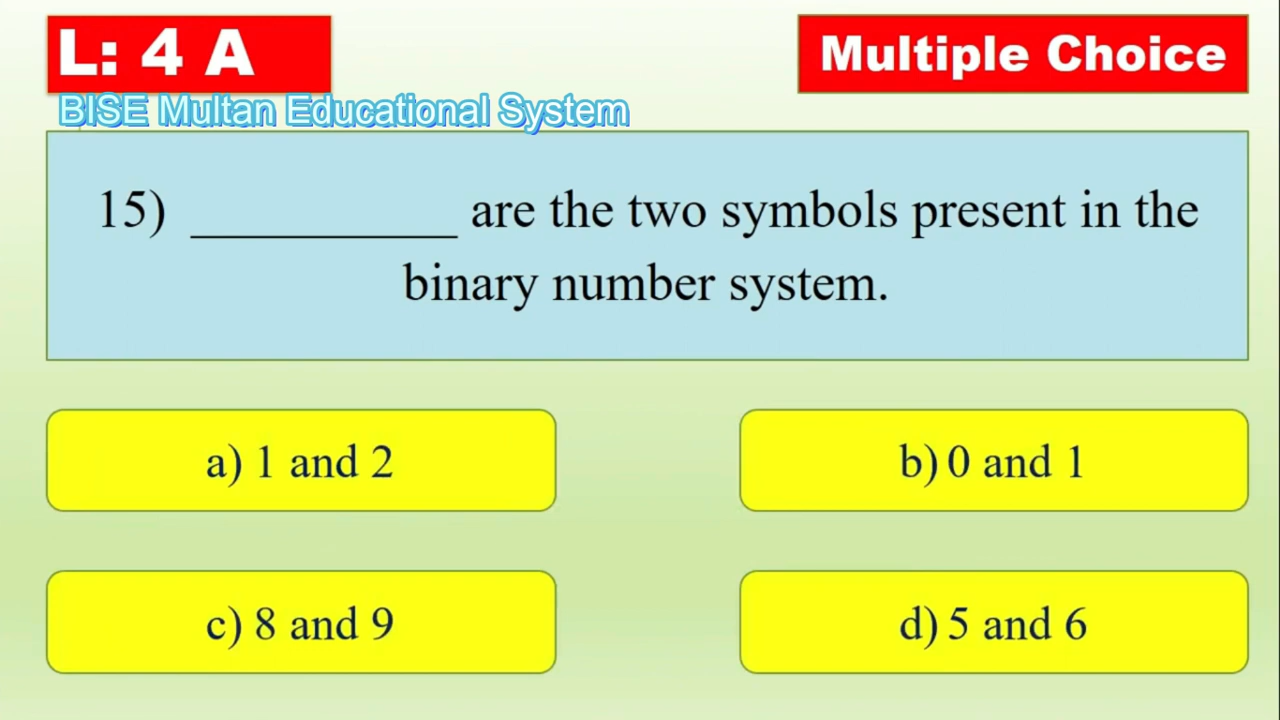 L: 4 A
Multiple Choice
BISE Multan Educational System
15) __________ are the two symbols present in the
binary number system.
a) 1 and 2
b) 0 and 1
c) 8 and 9
d) 5 and 6